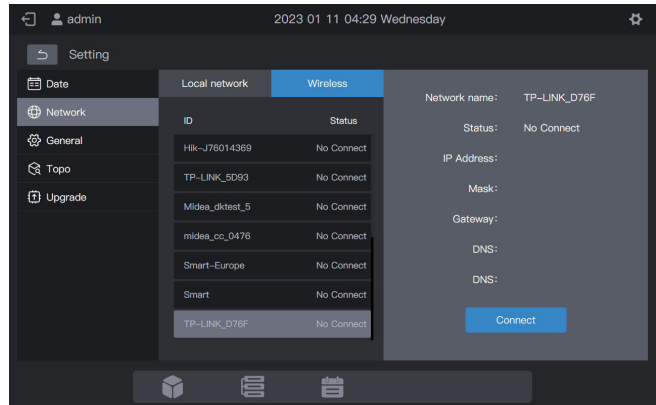 admin
2023 01 11 04:29 Wednesday
Setting
Date
Network
General
Topo
Upgrade
Local network
Wireless
ID Status
Hik-J76014369 No Connect
TP-LINK_5D93 No Connect
Midea_dktest_5 No Connect
midea_cc_0476 No Connect
Smart-Europe No Connect
Smart No Connect
TP-LINK_D76F No Connect
Network name: TP-LINK_D76F
Status: No Connect
IP Address:
Mask:
Gateway:
DNS:
DNS:
Connect